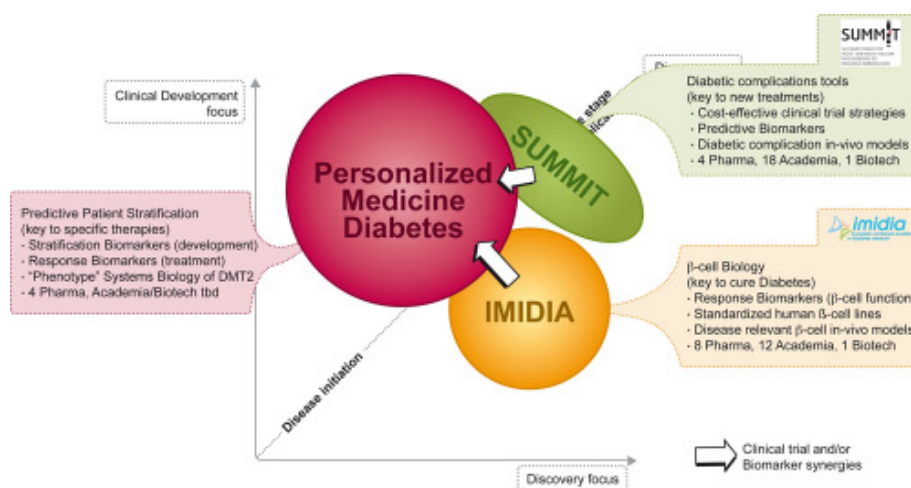 SUMMIT
Clinical Development
focus
Diabetic complications tools
(key to new treatments)
- Cost-effective clinical trial strategies
- Predictive Biomarkers
- Diabetic complication in-vivo models
- 4 Pharma, 18 Academia, 1 Biotech
stage
SUMMIT
Personalized
Medicine
Diabetes
Predictive Patient Stratification
(key to specific therapies)
- Stratification Biomarkers (development)
- Response Biomarkers (treatment)
- "Phenotype" Systems Biology of DMT2
- 4 Pharma, Academia/Biotech tbd
imidia
β-cell Biology
(key to cure Diabetes)
- Response Biomarkers (β-cell function
- Standardized human ß-cell lines
- Disease relevant β-cell in-vivo models
- 8 Pharma, 12 Academia, 1 Biotech
IMIDIA
Disease initiation
Clinical trial and/or
Biomarker synergies
Discovery focus